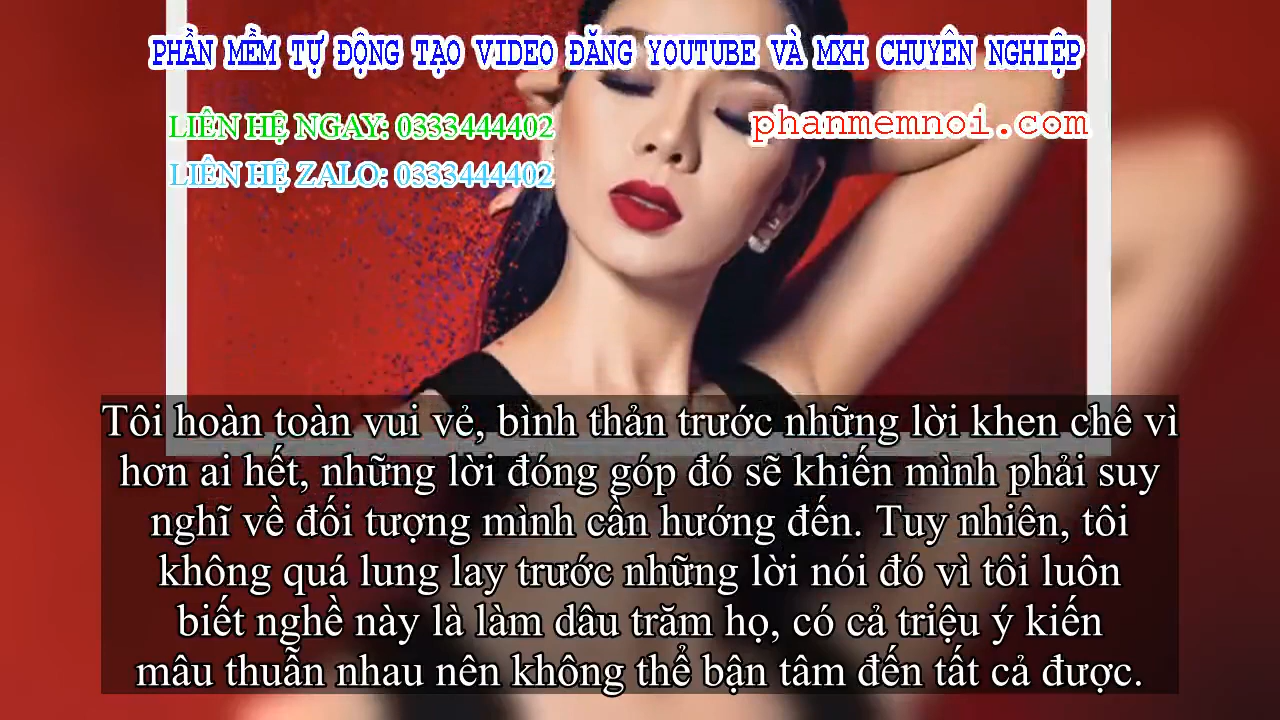 PHẦN MỀM TỰ ĐỘNG TẠO VIDEO ĐĂNG YOUTUBE VÀ MXH CHUYÊN NGHIỆP
LIÊN HỆ NGAY: 0333444402
phanmemnoi.com
LIÊN HỆ ZALO: 0333444402
Tôi hoàn toàn vui vẻ, bình thản trước những lời khen chê vì
hơn ai hết, những lời đóng góp đó sẽ khiến mình phải suy
nghĩ về đối tượng mình cần hướng đến. Tuy nhiên, tôi
không quá lung lay trước những lời nói đó vì tôi luôn
biết nghề này là làm dâu trăm họ, có cả triệu ý kiến
mâu thuẫn nhau nên không thể bận tâm đến tất cả được.